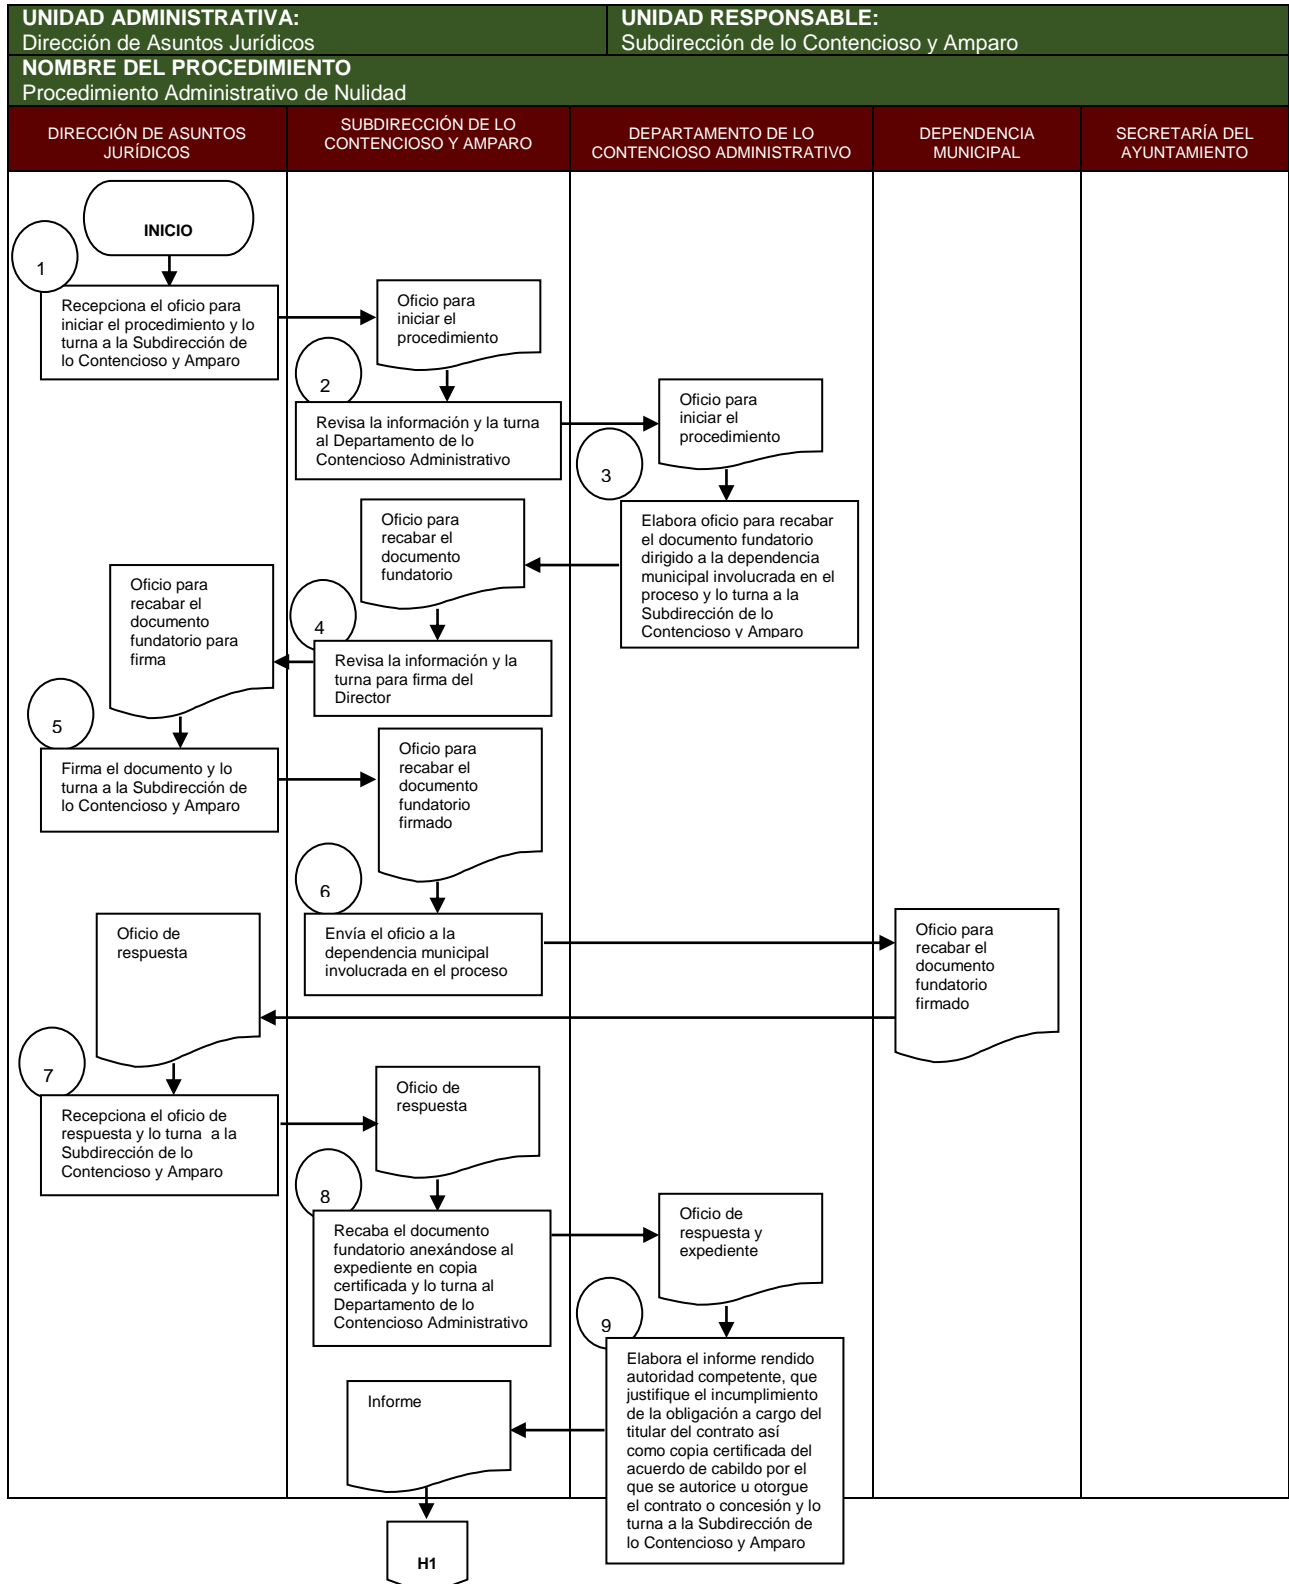 UNIDAD ADMINISTRATIVA:
Dirección de Asuntos Jurídicos
UNIDAD RESPONSABLE:
Subdirección de lo Contencioso y Amparo
NOMBRE DEL PROCEDIMIENTO
Procedimiento Administrativo de Nulidad
DIRECCIÓN DE ASUNTOS
JURÍDICOS
SUBDIRECCIÓN DE LO
CONTENCIOSO Y AMPARO
DEPARTAMENTO DE LO
CONTENCIOSO ADMINISTRATIVO
DEPENDENCIA
MUNICIPAL
SECRETARÍA DEL
AYUNTAMIENTO
INICIO
1
Recepciona el oficio para
iniciar el procedimiento y lo
turna a la Subdirección de
lo Contencioso y Amparo
Oficio para
iniciar el
procedimiento
2
Revisa la información y la turna
al Departamento de lo
Contencioso Administrativo
Oficio para
iniciar el
procedimiento
3
Elabora oficio para recabar
el documento fundatorio
dirigido a la dependencia
municipal involucrada en el
proceso y lo turna a la
Subdirección de lo
Contencioso y Amparo
Oficio para
recabar el
documento
fundatorio
4
Revisa la información y la
turna para firma del
Director
Oficio para
recabar el
documento
fundatorio para
firma
5
Firma el documento y lo
turna a la Subdirección de
lo Contencioso y Amparo
Oficio para
recabar el
documento
fundatorio
firmado
6
Envía el oficio a la
dependencia municipal
involucrada en el proceso
Oficio para
recabar el
documento
fundatorio
firmado
Oficio de
respuesta
7
Recepciona el oficio de
respuesta y lo turna a la
Subdirección de lo
Contencioso y Amparo
Oficio de
respuesta
8
Recaba el documento
fundatorio anexándose al
expediente en copia
certificada y lo turna al
Departamento de lo
Contencioso Administrativo
Oficio de
respuesta y
expediente
9
Elabora el informe rendido
autoridad competente, que
justifique el incumplimiento
de la obligación a cargo del
titular del contrato así
como copia certificada del
acuerdo de cabildo por el
que se autorice u otorgue
el contrato o concesión y lo
turna a la Subdirección de
lo Contencioso y Amparo
Informe
H1